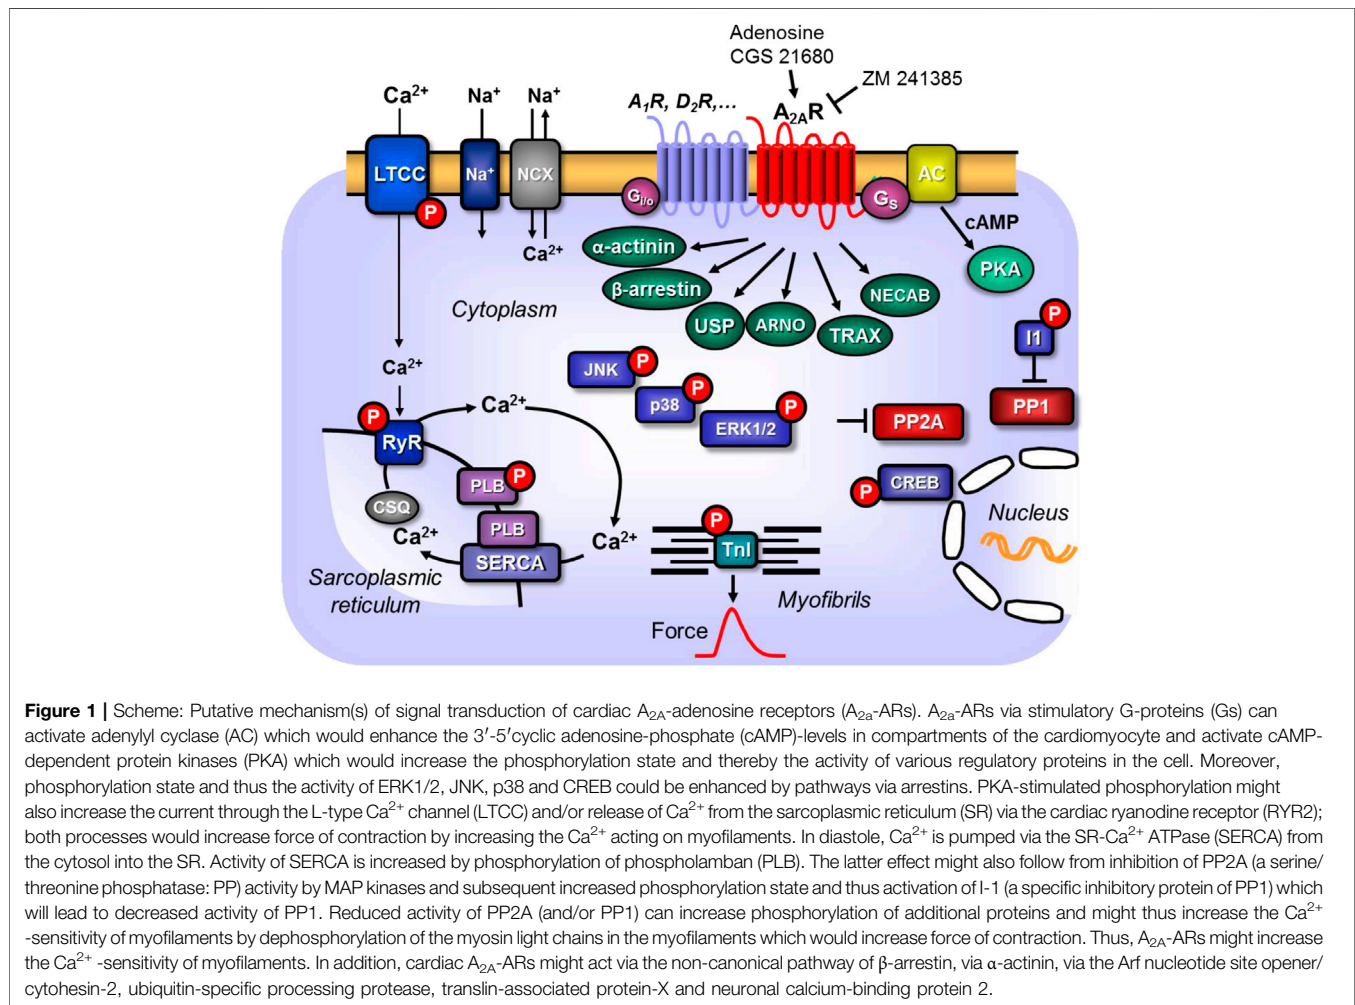 Adenosine
CGS 21680
ZM 241385
Ca²⁺
Na⁺
Na⁺
A₁R, D₂R,...
A₂ₐR
LTCC
P
Na⁺
NCX
Gi/o
Gs
AC
cAMP
PKA
Ca²⁺
α-actinin
β-arrestin
USP
ARNO
TRAX
NECAB
Cytoplasm
P
I1
PP1
Ca²⁺
JNK
P
p38
P
ERK1/2
P
PP2A
P
RyR
Ca²⁺
PLB
P
CSQ
Ca²⁺
PLB
SERCA
Ca²⁺
Sarcoplasmic
reticulum
P
TnI
Myofibrils
Force
P
CREB
Nucleus
Figure 1 | Scheme: Putative mechanism(s) of signal transduction of cardiac A₂ₐ-adenosine receptors (A₂ₐ-ARs). A₂ₐ-ARs via stimulatory G-proteins (Gs) can
activate adenylyl cyclase (AC) which would enhance the 3′-5′cyclic adenosine-phosphate (cAMP)-levels in compartments of the cardiomyocyte and activate cAMP-
dependent protein kinases (PKA) which would increase the phosphorylation state and thereby the activity of various regulatory proteins in the cell. Moreover,
phosphorylation state and thus the activity of ERK1/2, JNK, p38 and CREB could be enhanced by pathways via arrestins. PKA-stimulated phosphorylation might
also increase the current through the L-type Ca²⁺ channel (LTCC) and/or release of Ca²⁺ from the sarcoplasmic reticulum (SR) via the cardiac ryanodine receptor (RYR2);
both processes would increase force of contraction by increasing the Ca²⁺ acting on myofilaments. In diastole, Ca²⁺ is pumped via the SR-Ca²⁺ ATPase (SERCA) from
the cytosol into the SR. Activity of SERCA is increased by phosphorylation of phospholamban (PLB). The latter effect might also follow from inhibition of PP2A (a serine/
threonine phosphatase: PP) activity by MAP kinases and subsequent increased phosphorylation state and thus activation of I-1 (a specific inhibitory protein of PP1) which
will lead to decreased activity of PP1. Reduced activity of PP2A (and/or PP1) can increase phosphorylation of additional proteins and might thus increase the Ca²⁺
-sensitivity of myofilaments by dephosphorylation of the myosin light chains in the myofilaments which would increase force of contraction. Thus, A₂ₐ-ARs might increase
the Ca²⁺ -sensitivity of myofilaments. In addition, cardiac A₂ₐ-ARs might act via the non-canonical pathway of β-arrestin, via α-actinin, via the Arf nucleotide site opener/
cytohesin-2, ubiquitin-specific processing protease, translin-associated protein-X and neuronal calcium-binding protein 2.